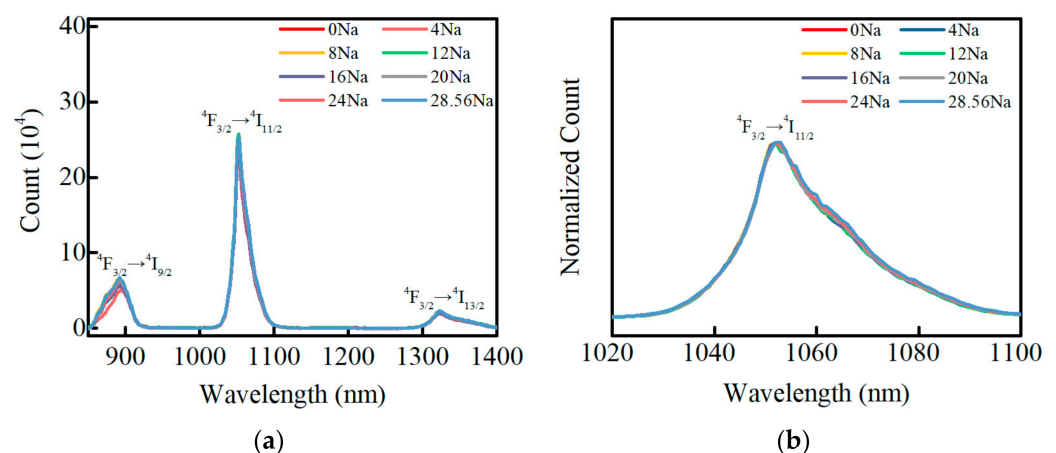 40
30
20
10
0
Count (10⁴)
0Na 4Na
8Na 12Na
16Na 20Na
24Na 28.56Na
⁴F₃/₂→⁴I₁₁/₂
⁴F₃/₂→⁴I₉/₂
⁴F₃/₂→⁴I₁₃/₂
900 1000 1100 1200 1300 1400
Wavelength (nm)
(a)
Normalized Count
0Na 4Na
8Na 12Na
16Na 20Na
24Na 28.56Na
⁴F₃/₂→⁴I₁₁/₂
1020 1040 1060 1080 1100
Wavelength (nm)
(b)